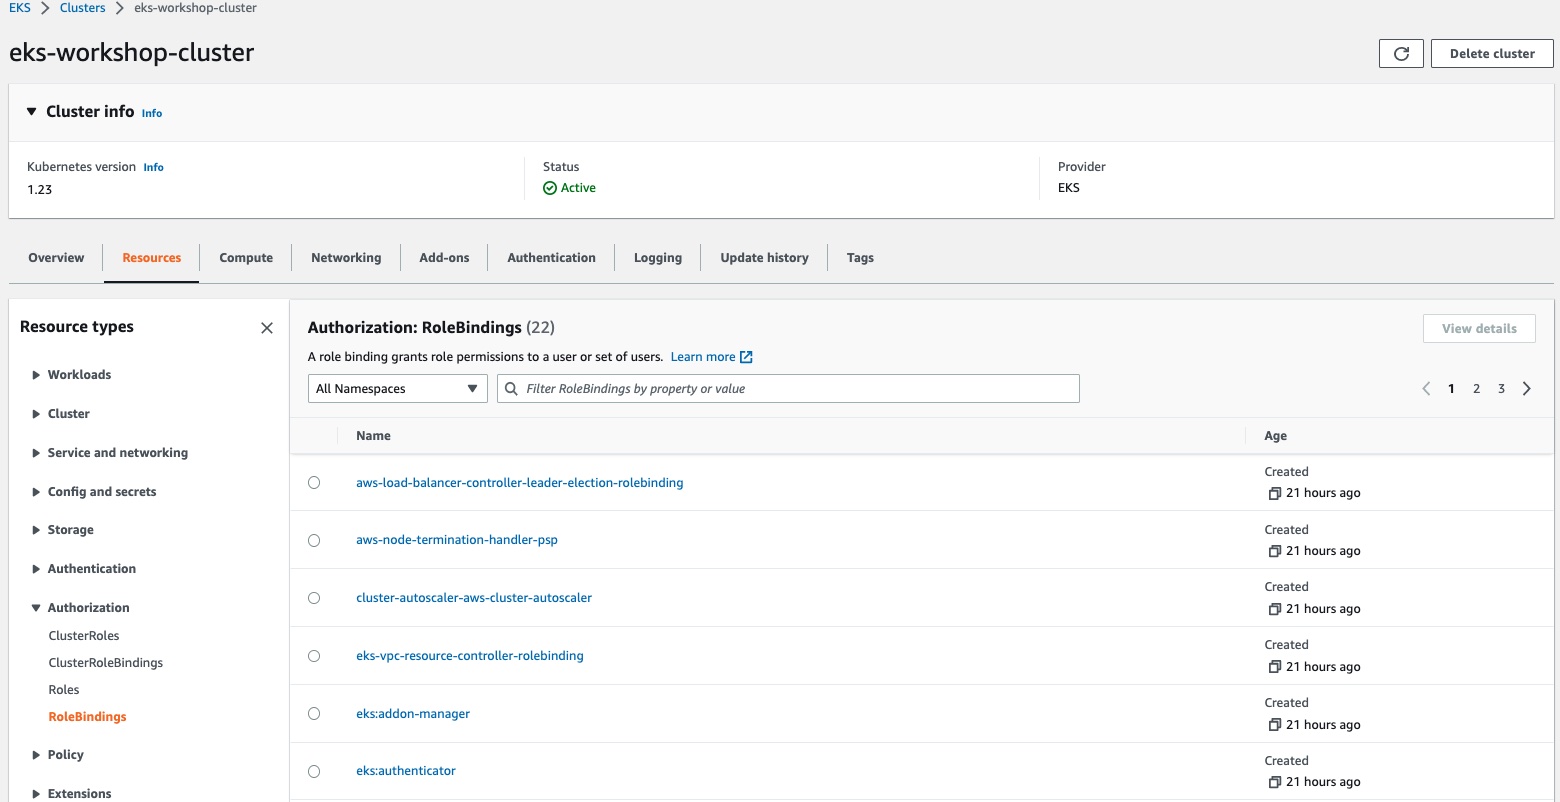 EKS > Clusters > eks-workshop-cluster
eks-workshop-cluster
Delete cluster
Cluster info Info
Kubernetes version Info
1.23
Status
Active
Provider
EKS
Overview
Resources
Compute
Networking
Add-ons
Authentication
Logging
Update history
Tags
Resource types
Workloads
Cluster
Service and networking
Config and secrets
Storage
Authentication
Authorization
ClusterRoles
ClusterRoleBindings
Roles
RoleBindings
Policy
Extensions
Authorization: RoleBindings (22)
View details
A role binding grants role permissions to a user or set of users. Learn more
All Namespaces
Filter RoleBindings by property or value
1 2 3
Name
Age
aws-load-balancer-controller-leader-election-rolebinding
Created
21 hours ago
aws-node-termination-handler-psp
Created
21 hours ago
cluster-autoscaler-aws-cluster-autoscaler
Created
21 hours ago
eks-vpc-resource-controller-rolebinding
Created
21 hours ago
eks:addon-manager
Created
21 hours ago
eks:authenticator
Created
21 hours ago